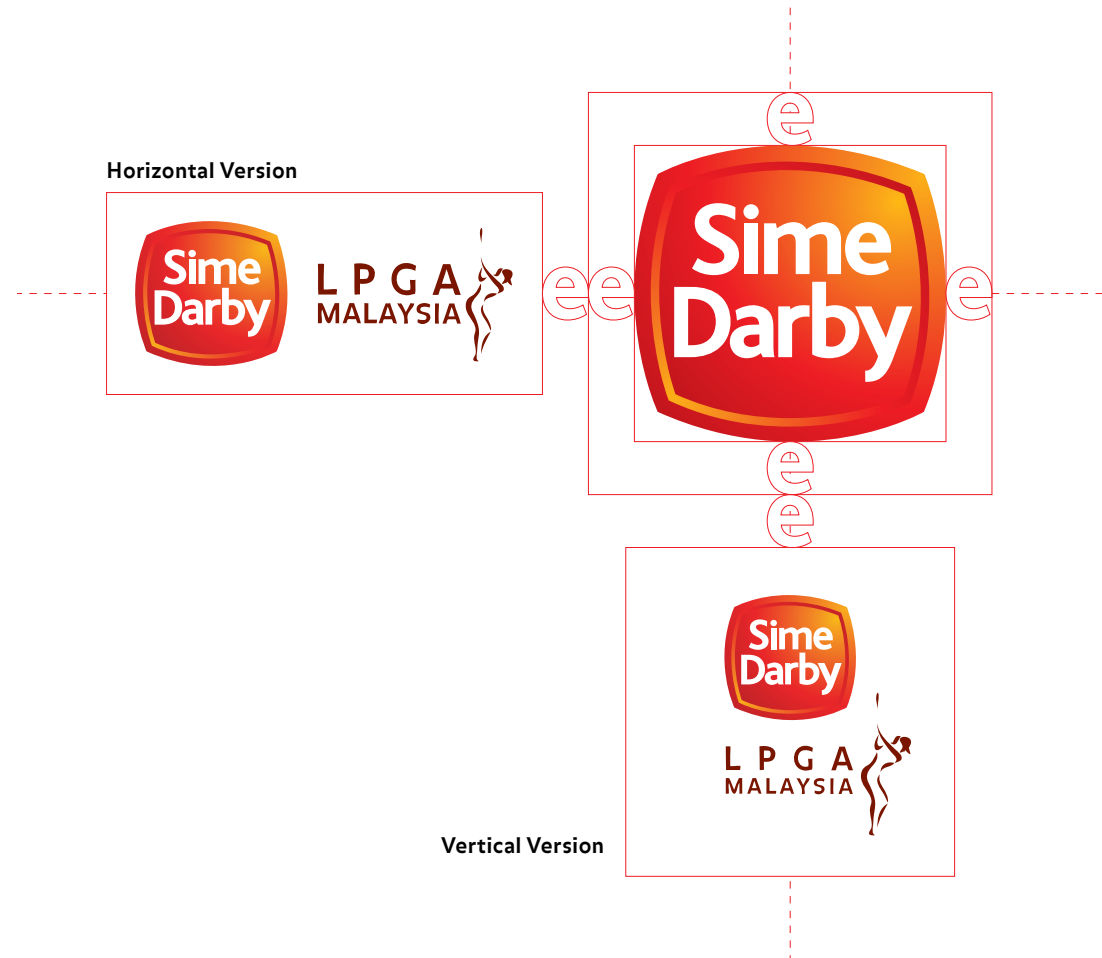 Horizontal Version
Sime
Darby
L P G A
MALAYSIA
e
e e
Sime
Darby
e
e
e
Sime
Darby
L P G A
MALAYSIA
Vertical Version